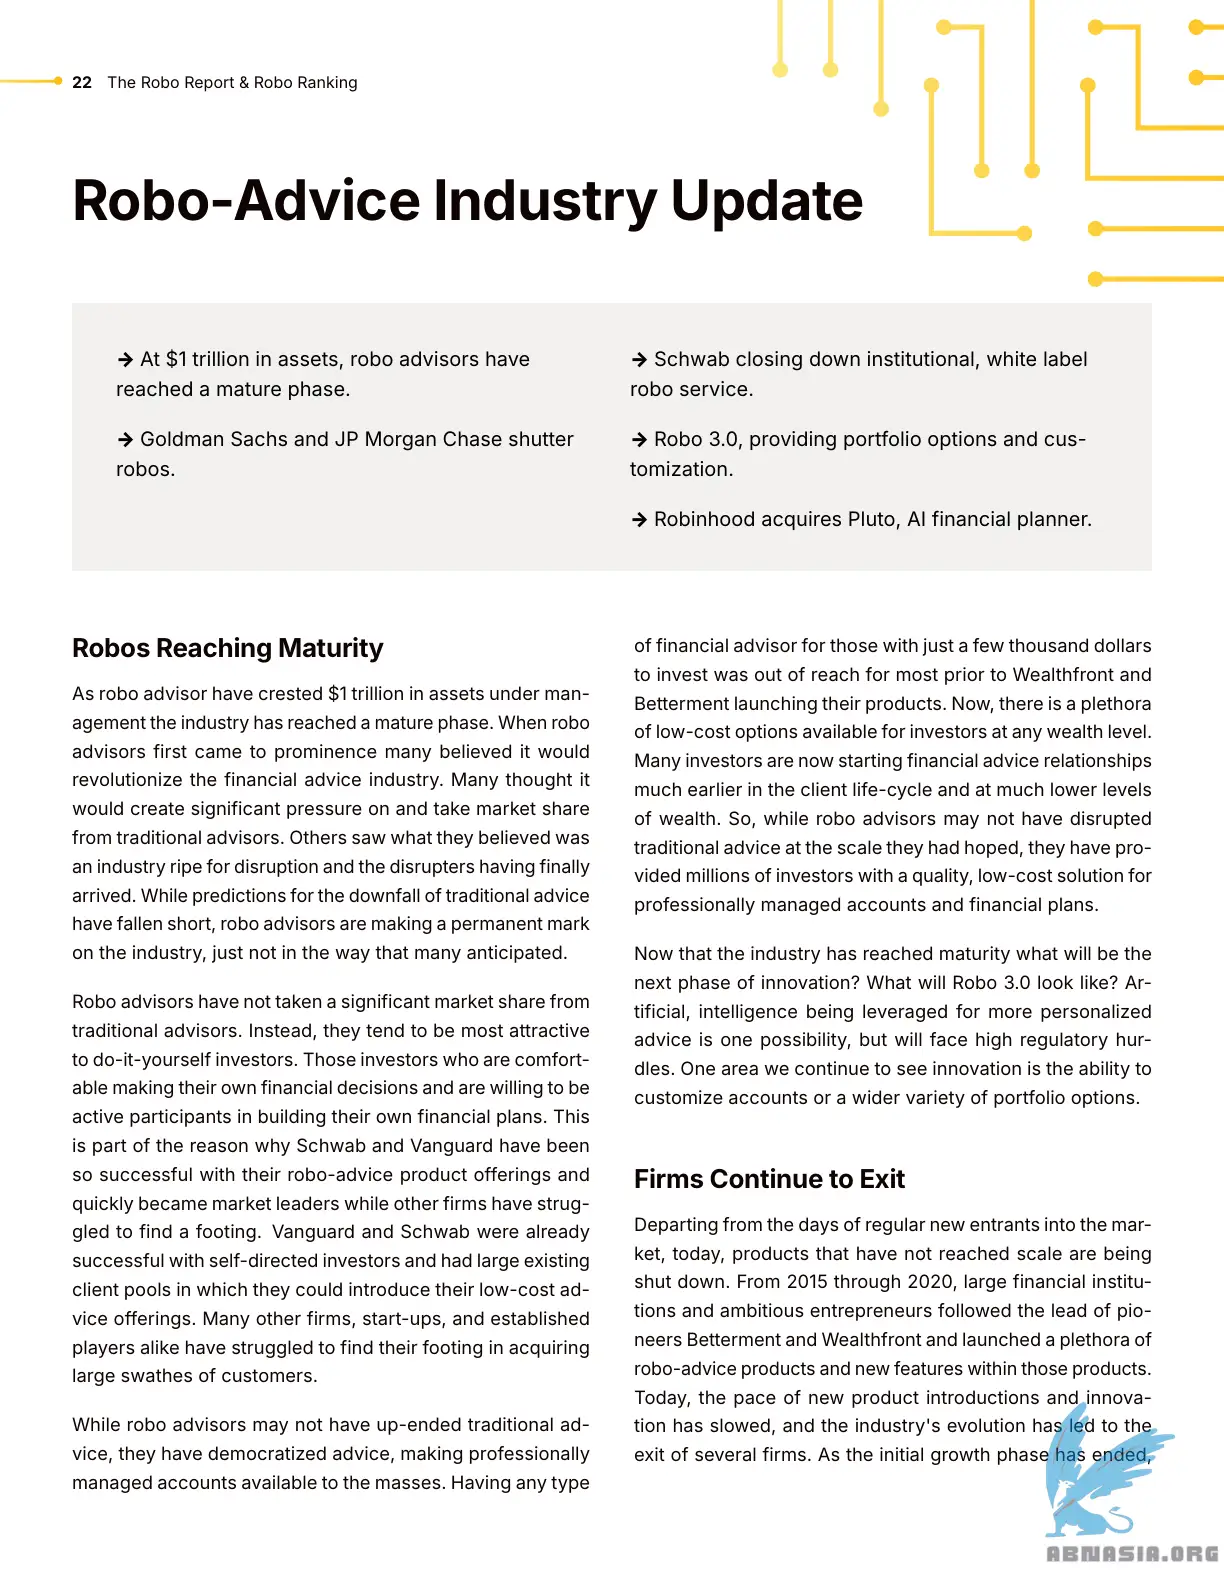 22 The Robo Report & Robo Ranking
Robo-Advice Industry Update
→ At $1 trillion in assets, robo advisors have
reached a mature phase.
→ Goldman Sachs and JP Morgan Chase shutter
robos.
→ Schwab closing down institutional, white label
robo service.
→ Robo 3.0, providing portfolio options and cus-
tomization.
→ Robinhood acquires Pluto, AI financial planner.
Robos Reaching Maturity
As robo advisor have crested $1 trillion in assets under man-
agement the industry has reached a mature phase. When robo
advisors first came to prominence many believed it would
revolutionize the financial advice industry. Many thought it
would create significant pressure on and take market share
from traditional advisors. Others saw what they believed was
an industry ripe for disruption and the disrupters having finally
arrived. While predictions for the downfall of traditional advice
have fallen short, robo advisors are making a permanent mark
on the industry, just not in the way that many anticipated.
Robo advisors have not taken a significant market share from
traditional advisors. Instead, they tend to be most attractive
to do-it-yourself investors. Those investors who are comfort-
able making their own financial decisions and are willing to be
active participants in building their own financial plans. This
is part of the reason why Schwab and Vanguard have been
so successful with their robo-advice product offerings and
quickly became market leaders while other firms have strug-
gled to find a footing. Vanguard and Schwab were already
successful with self-directed investors and had large existing
client pools in which they could introduce their low-cost ad-
vice offerings. Many other firms, start-ups, and established
players alike have struggled to find their footing in acquiring
large swathes of customers.
While robo advisors may not have up-ended traditional ad-
vice, they have democratized advice, making professionally
managed accounts available to the masses. Having any type
of financial advisor for those with just a few thousand dollars
to invest was out of reach for most prior to Wealthfront and
Betterment launching their products. Now, there is a plethora
of low-cost options available for investors at any wealth level.
Many investors are now starting financial advice relationships
much earlier in the client life-cycle and at much lower levels
of wealth. So, while robo advisors may not have disrupted
traditional advice at the scale they had hoped, they have pro-
vided millions of investors with a quality, low-cost solution for
professionally managed accounts and financial plans.
Now that the industry has reached maturity what will be the
next phase of innovation? What will Robo 3.0 look like? Ar-
tificial, intelligence being leveraged for more personalized
advice is one possibility, but will face high regulatory hur-
dles. One area we continue to see innovation is the ability to
customize accounts or a wider variety of portfolio options.
Firms Continue to Exit
Departing from the days of regular new entrants into the mar-
ket, today, products that have not reached scale are being
shut down. From 2015 through 2020, large financial institu-
tions and ambitious entrepreneurs followed the lead of pio-
neers Betterment and Wealthfront and launched a plethora of
robo-advice products and new features within those products.
Today, the pace of new product introductions and innova-
tion has slowed, and the industry's evolution has led to the
exit of several firms. As the initial growth phase has ended,
ABNASIA.ORG